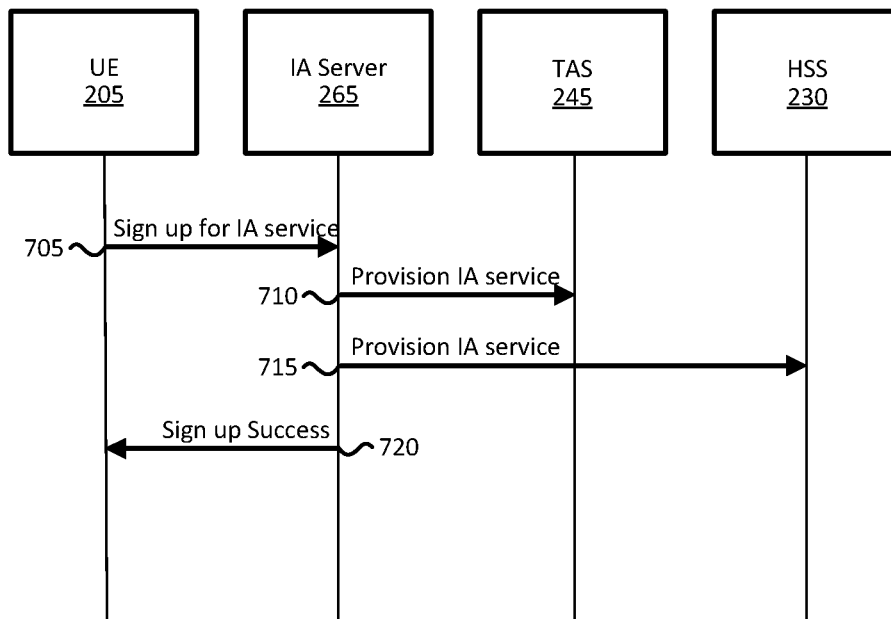 UE
205
IA Server
265
TAS
245
HSS
230
Sign up for IA service
705
Provision IA service
710
Provision IA service
715
Sign up Success
720